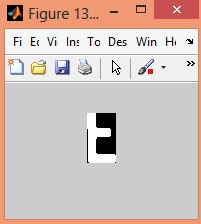 Figure 13...
Fi Ec Vi Ins To Des Win He
E